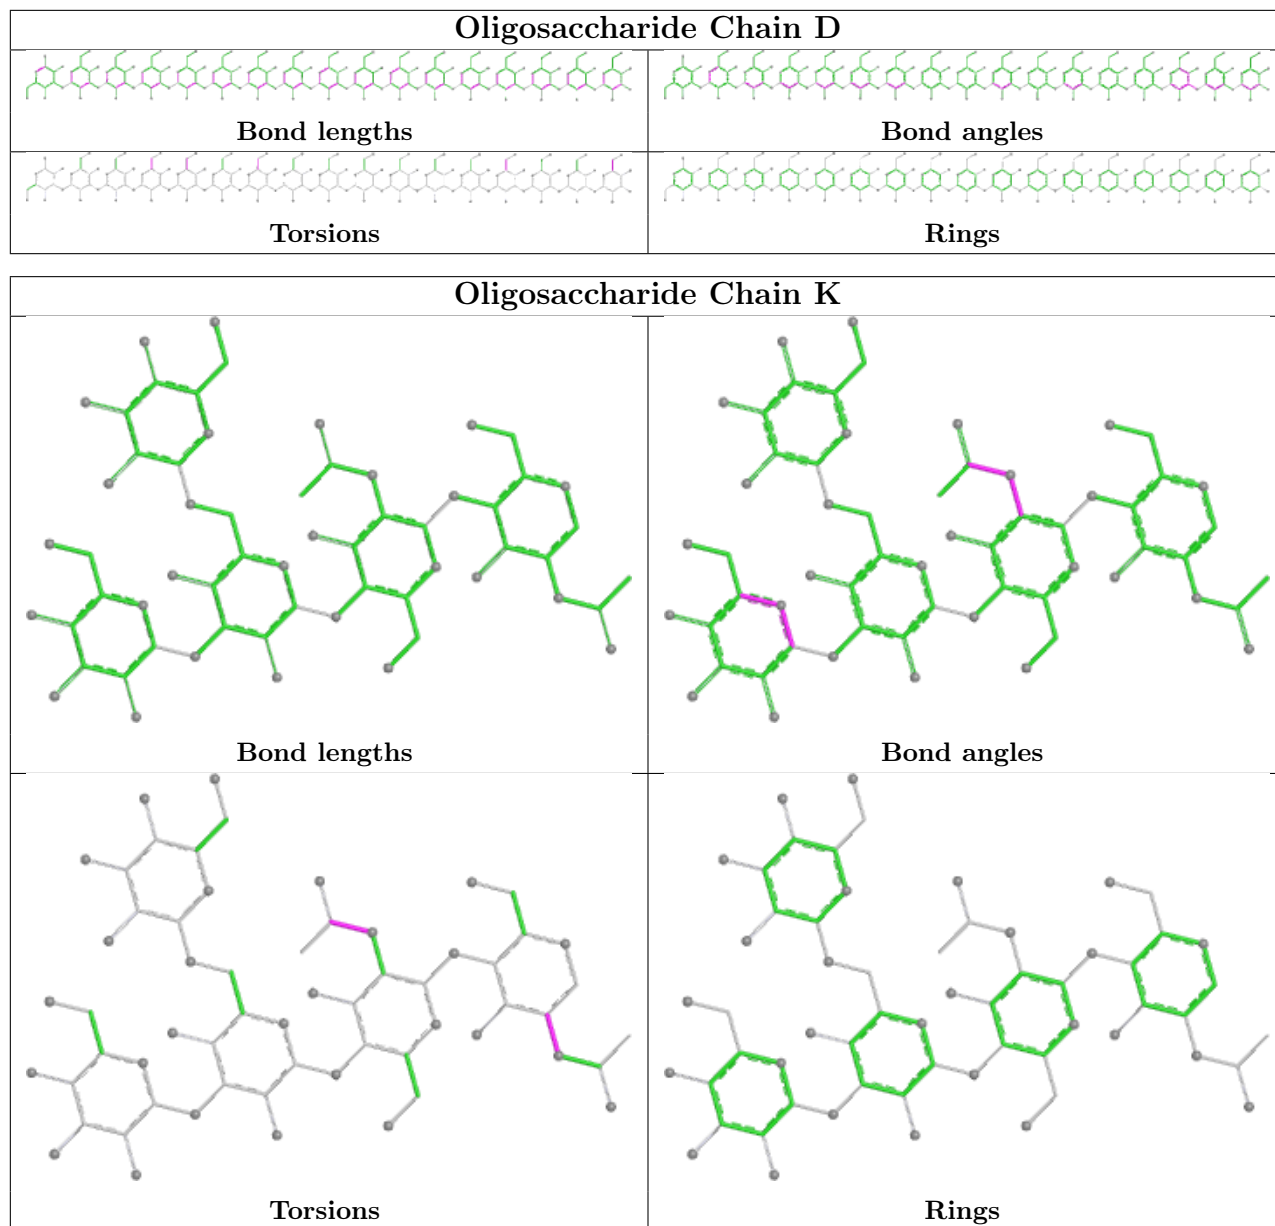 Oligosaccharide Chain D
Bond lengths Bond angles
Torsions Rings
Oligosaccharide Chain K
Bond lengths Bond angles
Torsions Rings